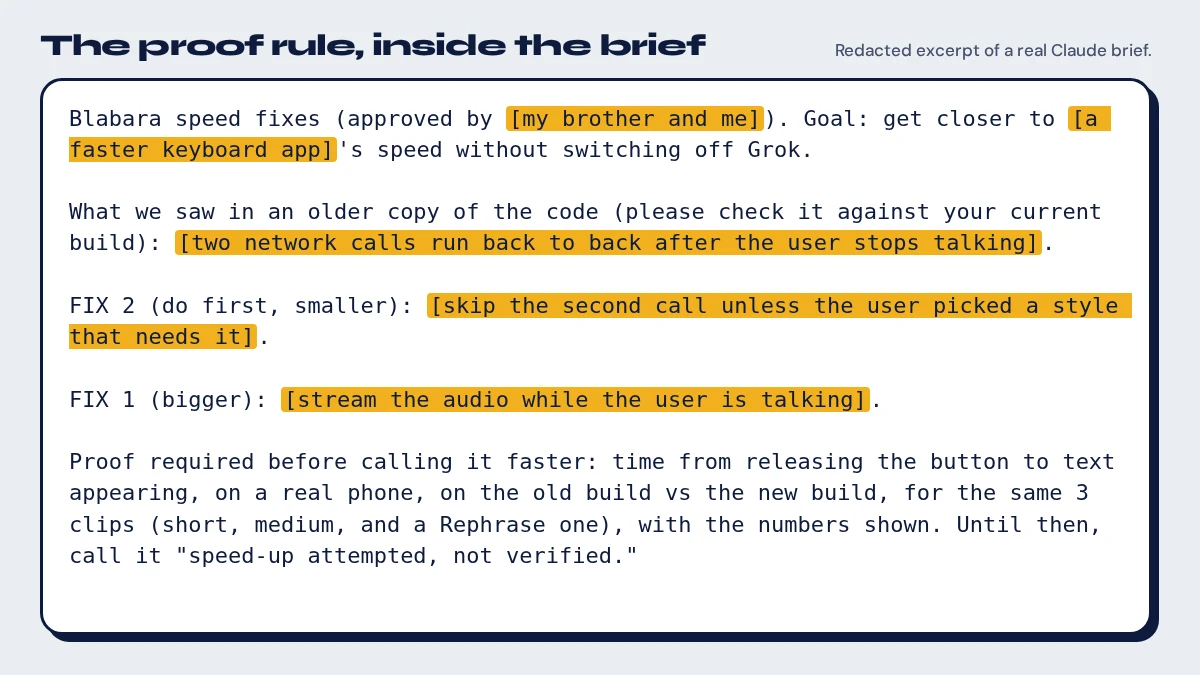 The proof rule, inside the brief
Redacted excerpt of a real Claude brief.
Blabara speed fixes (approved by [my brother and me]). Goal: get closer to [a
faster keyboard app]'s speed without switching off Grok.
What we saw in an older copy of the code (please check it against your current
build): [two network calls run back to back after the user stops talking].
FIX 2 (do first, smaller): [skip the second call unless the user picked a style
that needs it].
FIX 1 (bigger): [stream the audio while the user is talking].
Proof required before calling it faster: time from releasing the button to text
appearing, on a real phone, on the old build vs the new build, for the same 3
clips (short, medium, and a Rephrase one), with the numbers shown. Until then,
call it "speed-up attempted, not verified."